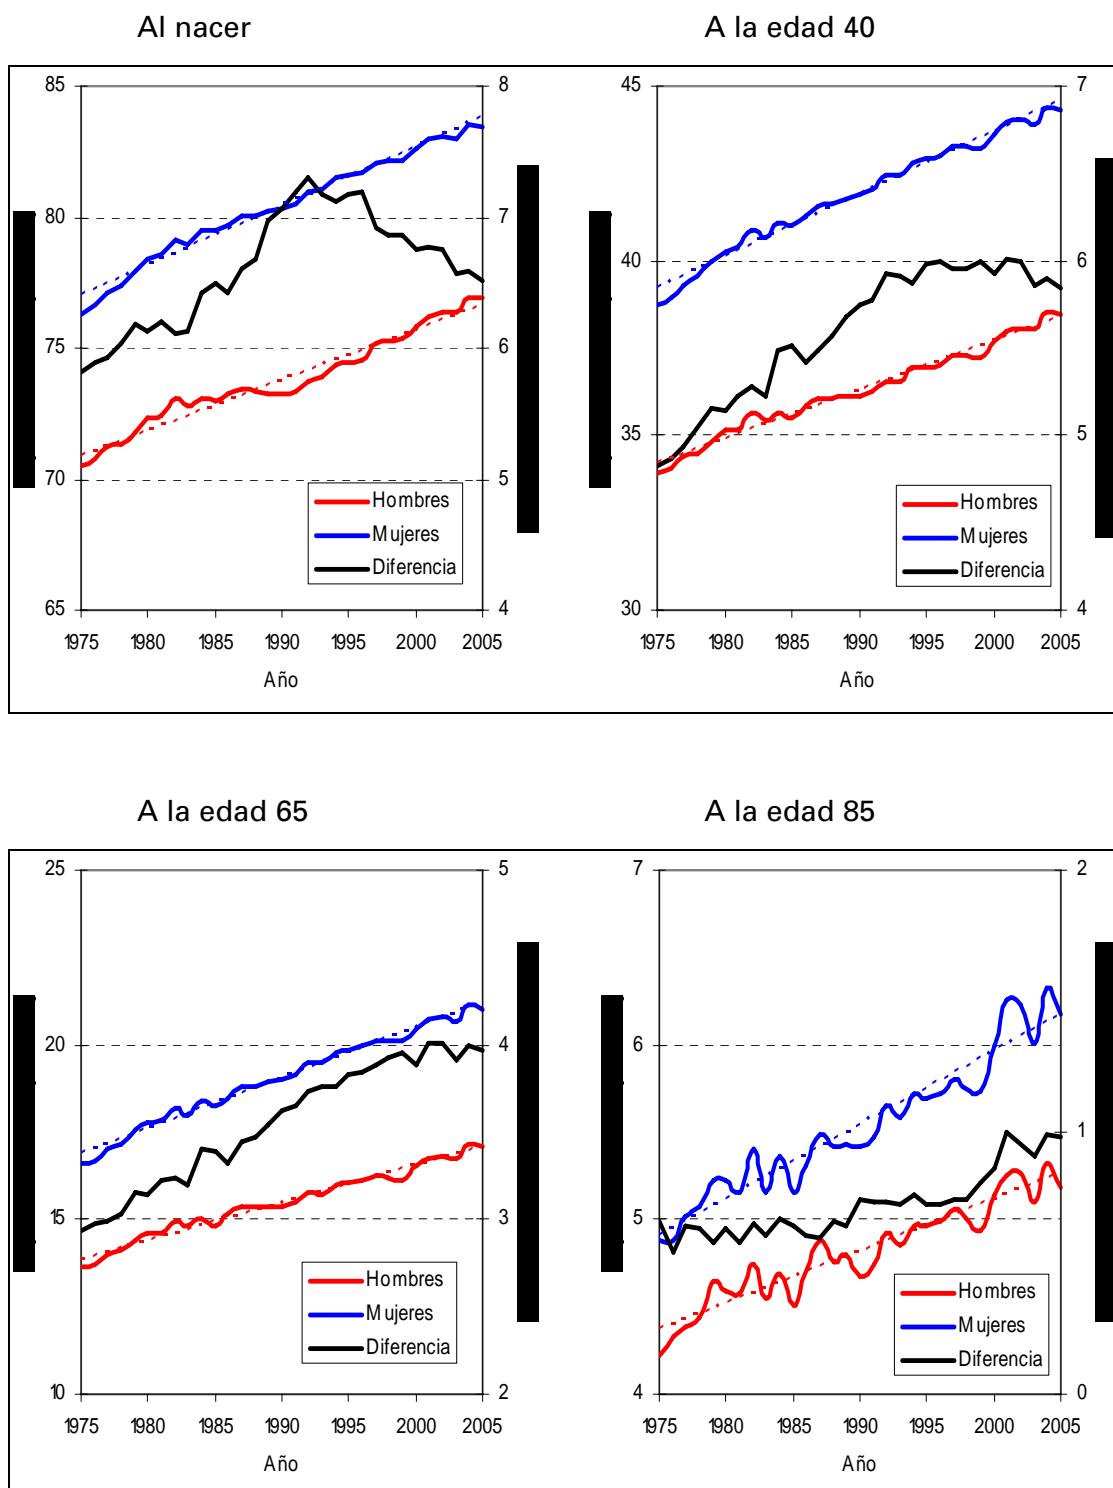 Al nacer
A la edad 40
85
80
75
70
65
8
7
6
5
4
Hombres
Mujeres
Diferencia
1975 1980 1985 1990 1995 2000 2005
Año
45
40
35
30
7
6
5
4
Hombres
Mujeres
Diferencia
1975 1980 1985 1990 1995 2000 2005
Año
A la edad 65
A la edad 85
25
20
15
10
5
4
3
2
Hombres
Mujeres
Diferencia
1975 1980 1985 1990 1995 2000 2005
Año
7
6
5
4
2
1
0
Hombres
Mujeres
Diferencia
1975 1980 1985 1990 1995 2000 2005
Año